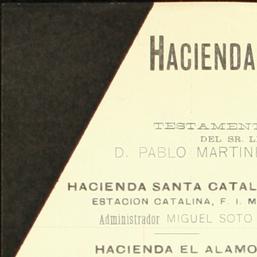 HACIENDA
TESTAMENT
DEL SR. L
D. PABLO MARTIN
HACIENDA SANTA CATAL
ESTACION CATALINA, F. I. M
Administrador MIGUEL SOTO
HACIENDA EL ALAMO